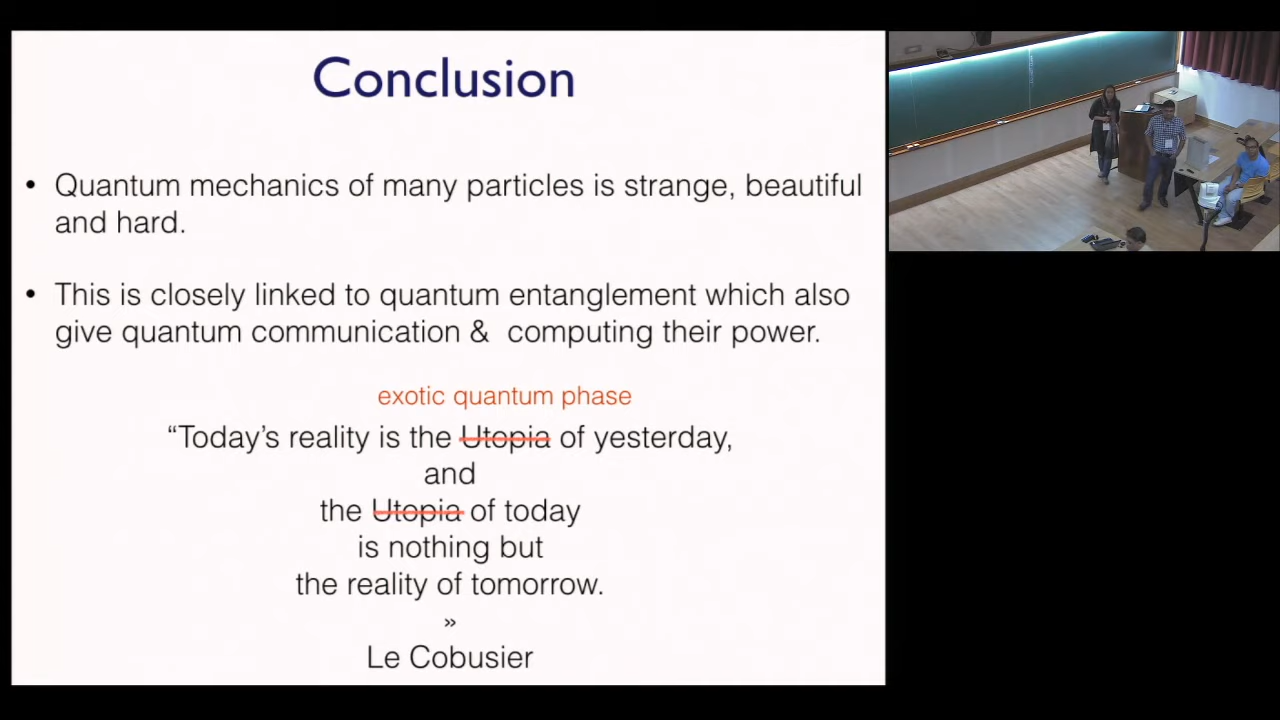 Conclusion
• Quantum mechanics of many particles is strange, beautiful
and hard.
• This is closely linked to quantum entanglement which also
give quantum communication & computing their power.
exotic quantum phase
“Today’s reality is the Utopia of yesterday,
and
the Utopia of today
is nothing but
the reality of tomorrow.
»
Le Cobusier